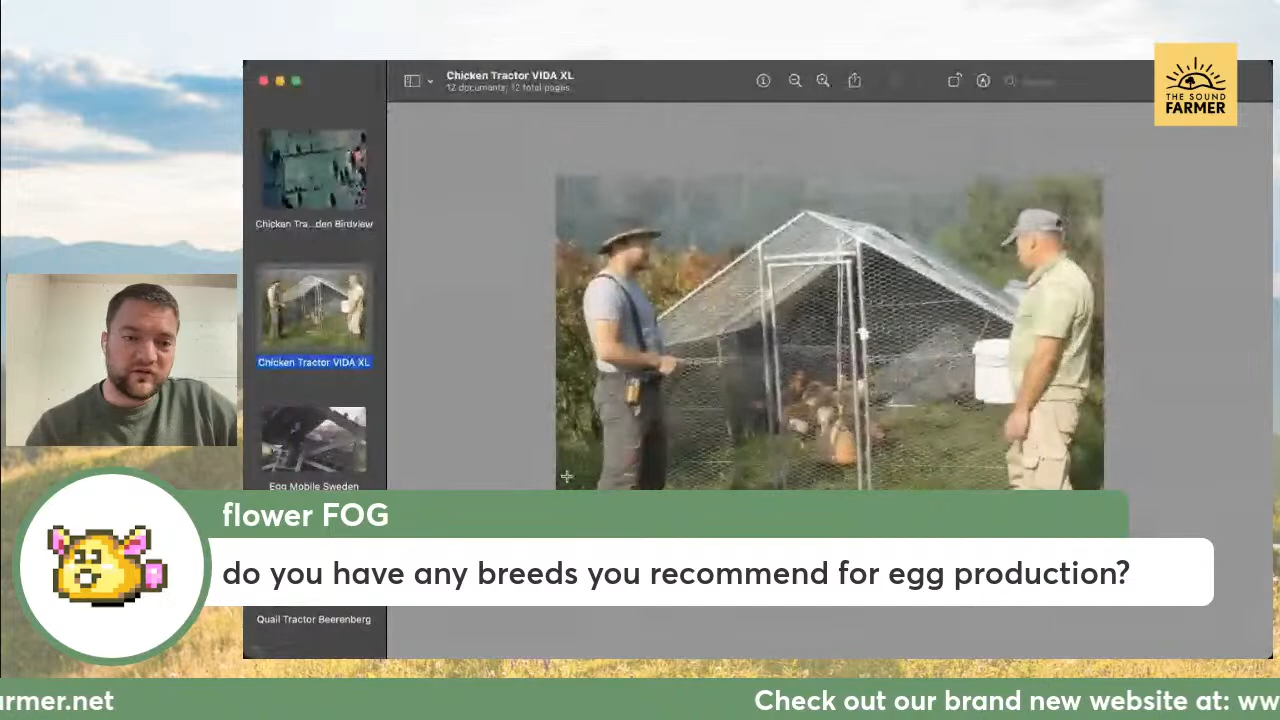 Chicken Tractor VIDA XL
12 documents, 12 total pages
THE SOUND
FARMER
Chicken Tra...den Birdview
Chicken Tractor VIDA XL
Egg Mobile Sweden
flower FOG
do you have any breeds you recommend for egg production?
Quail Tractor Beerenberg
armer.net
Check out our brand new website at: ww